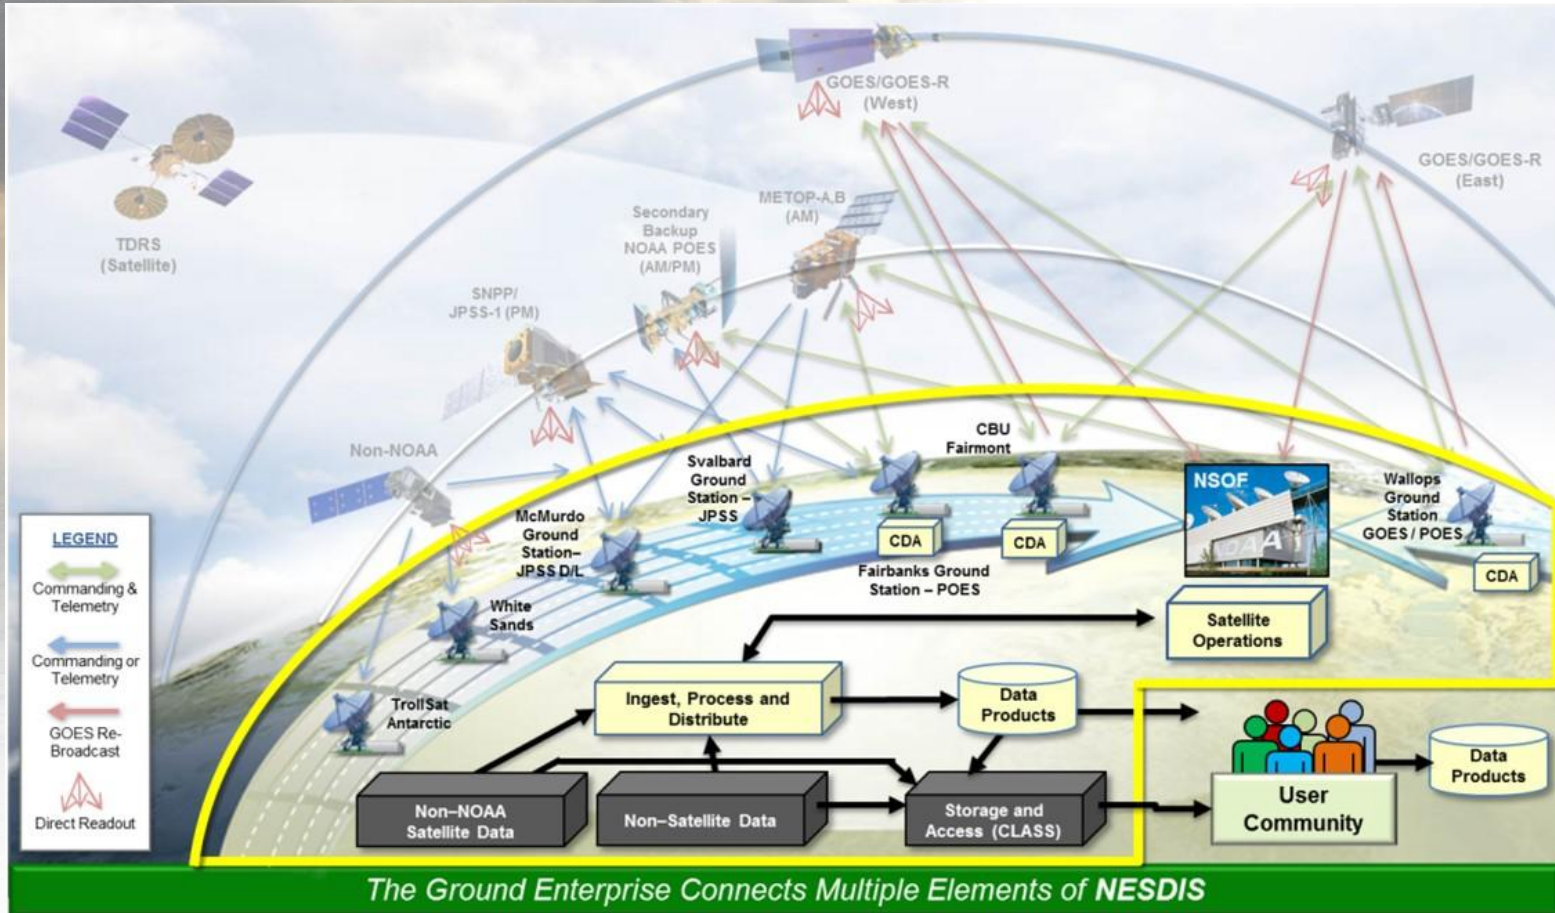 GOES/GOES-R
(West)
GOES/GOES-R
(East)
TDRS
(Satellite)
METOP-A,B
(AM)
Secondary
Backup
NOAA POES
(AM/PM)
SNPP/
JPSS-1 (PM)
Non-NOAA
LEGEND
Commanding &
Telemetry
Commanding or
Telemetry
GOES Re-
Broadcast
Direct Readout
CBU
Fairmont
Svalbard
Ground
Station –
JPSS
McMurdo
Ground
Station–
JPSS D/L
White
Sands
TrollSat
Antarctic
CDA
Fairbanks Ground
Station – POES
CDA
NSOF
NOAA
Wallops
Ground
Station
GOES / POES
CDA
Satellite
Operations
Ingest, Process and
Distribute
Data
Products
Non–NOAA
Satellite Data
Non–Satellite Data
Storage and
Access (CLASS)
User
Community
Data
Products
The Ground Enterprise Connects Multiple Elements of NESDIS